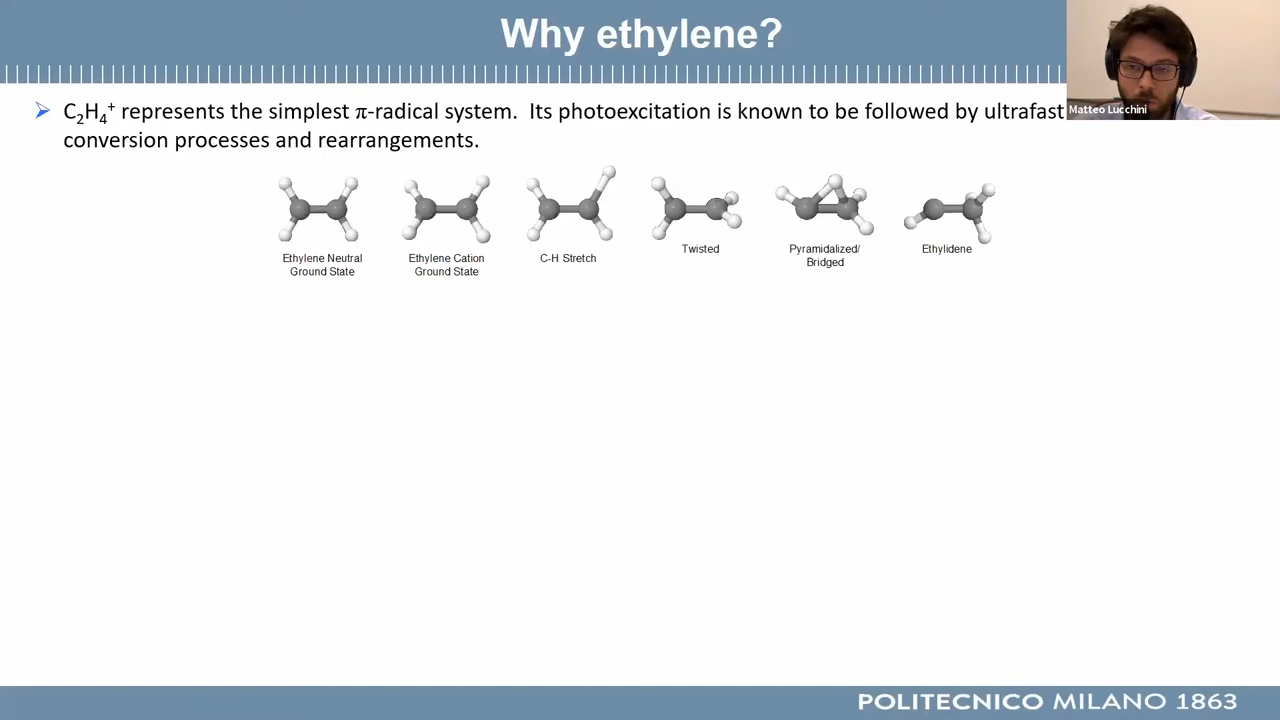 Why ethylene?
Matteo Lucchini
➢ C₂H₄⁺ represents the simplest π-radical system. Its photoexcitation is known to be followed by ultrafast
conversion processes and rearrangements.
Ethylene Neutral
Ground State
Ethylene Cation
Ground State
C-H Stretch
Twisted
Pyramidalized/
Bridged
Ethylidene
POLITECNICO MILANO 1863